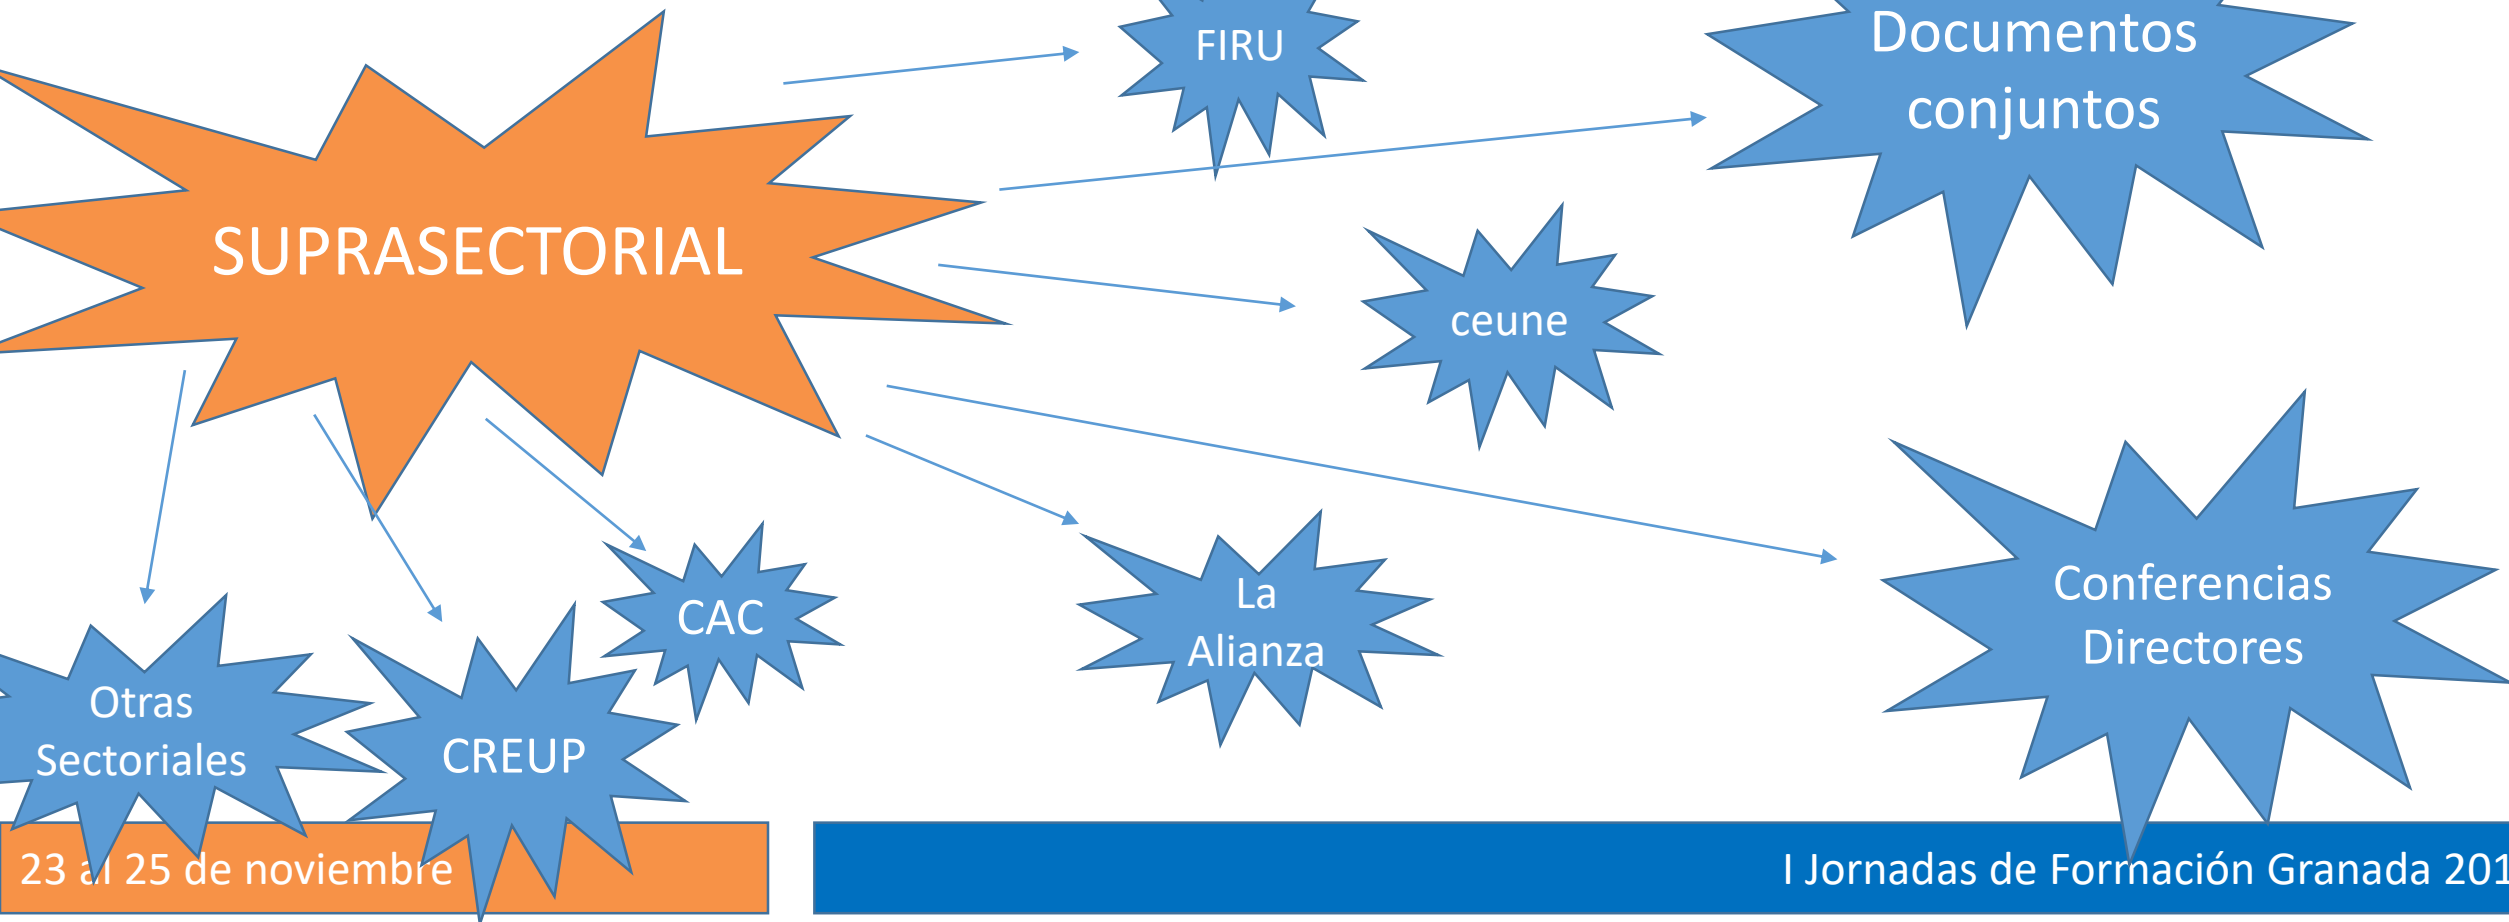 FIRU
Documentos
conjuntos
SUPRASECTORIAL
ceune
Conferencias
Directores
La
Alianza
CAC
Otras
Sectoriales
CREUP
23 al 25 de noviembre
I Jornadas de Formación Granada 201